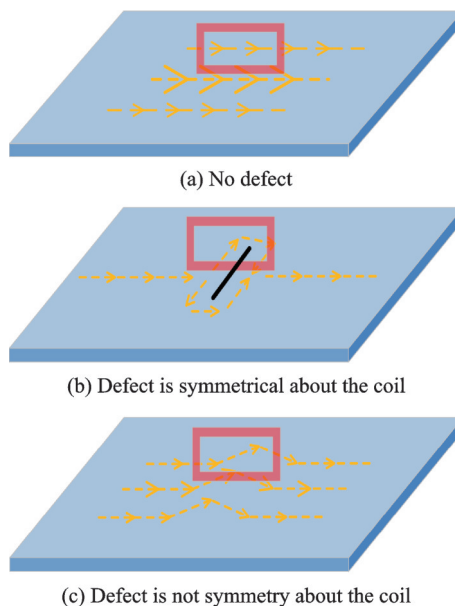 (a) No defect
(b) Defect is symmetrical about the coil
(c) Defect is not symmetry about the coil